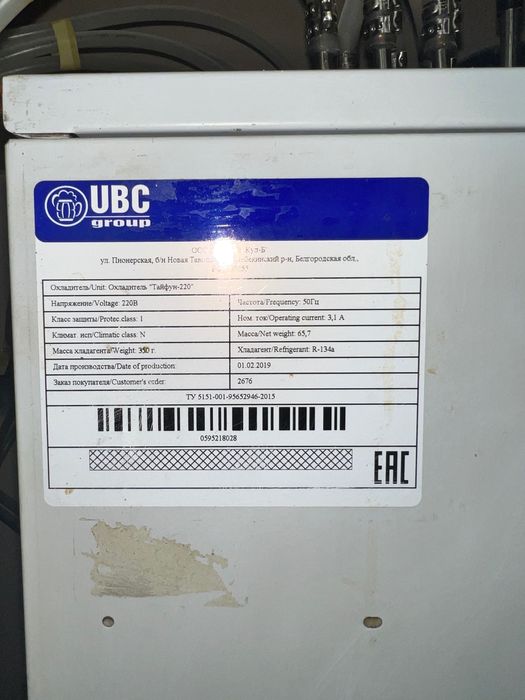 UBC
group
ООО Кул-Б"
ул. Пионерская, б/н Новая р-н, Белгородская обл.,
Охладитель/Unit: Охладитель "Тайфун-220"
Напряжение/Voltage: 220В Частота/Frequency: 50Гц
Класс защиты/Protec.class: 1 Ном. ток/Operating current: 3,1 А
Климат. исп/Climatic class: N Масса/Net weight: 65,7
Масса хладагента/Weight: 350 г. Хладагент/Refrigerant: R-134a
Дата производства/Date of production 01.02.2019
Заказ покупателя/Customer's order: 2676
ТУ 5151-001-95652946-2015
0595218028
EAC